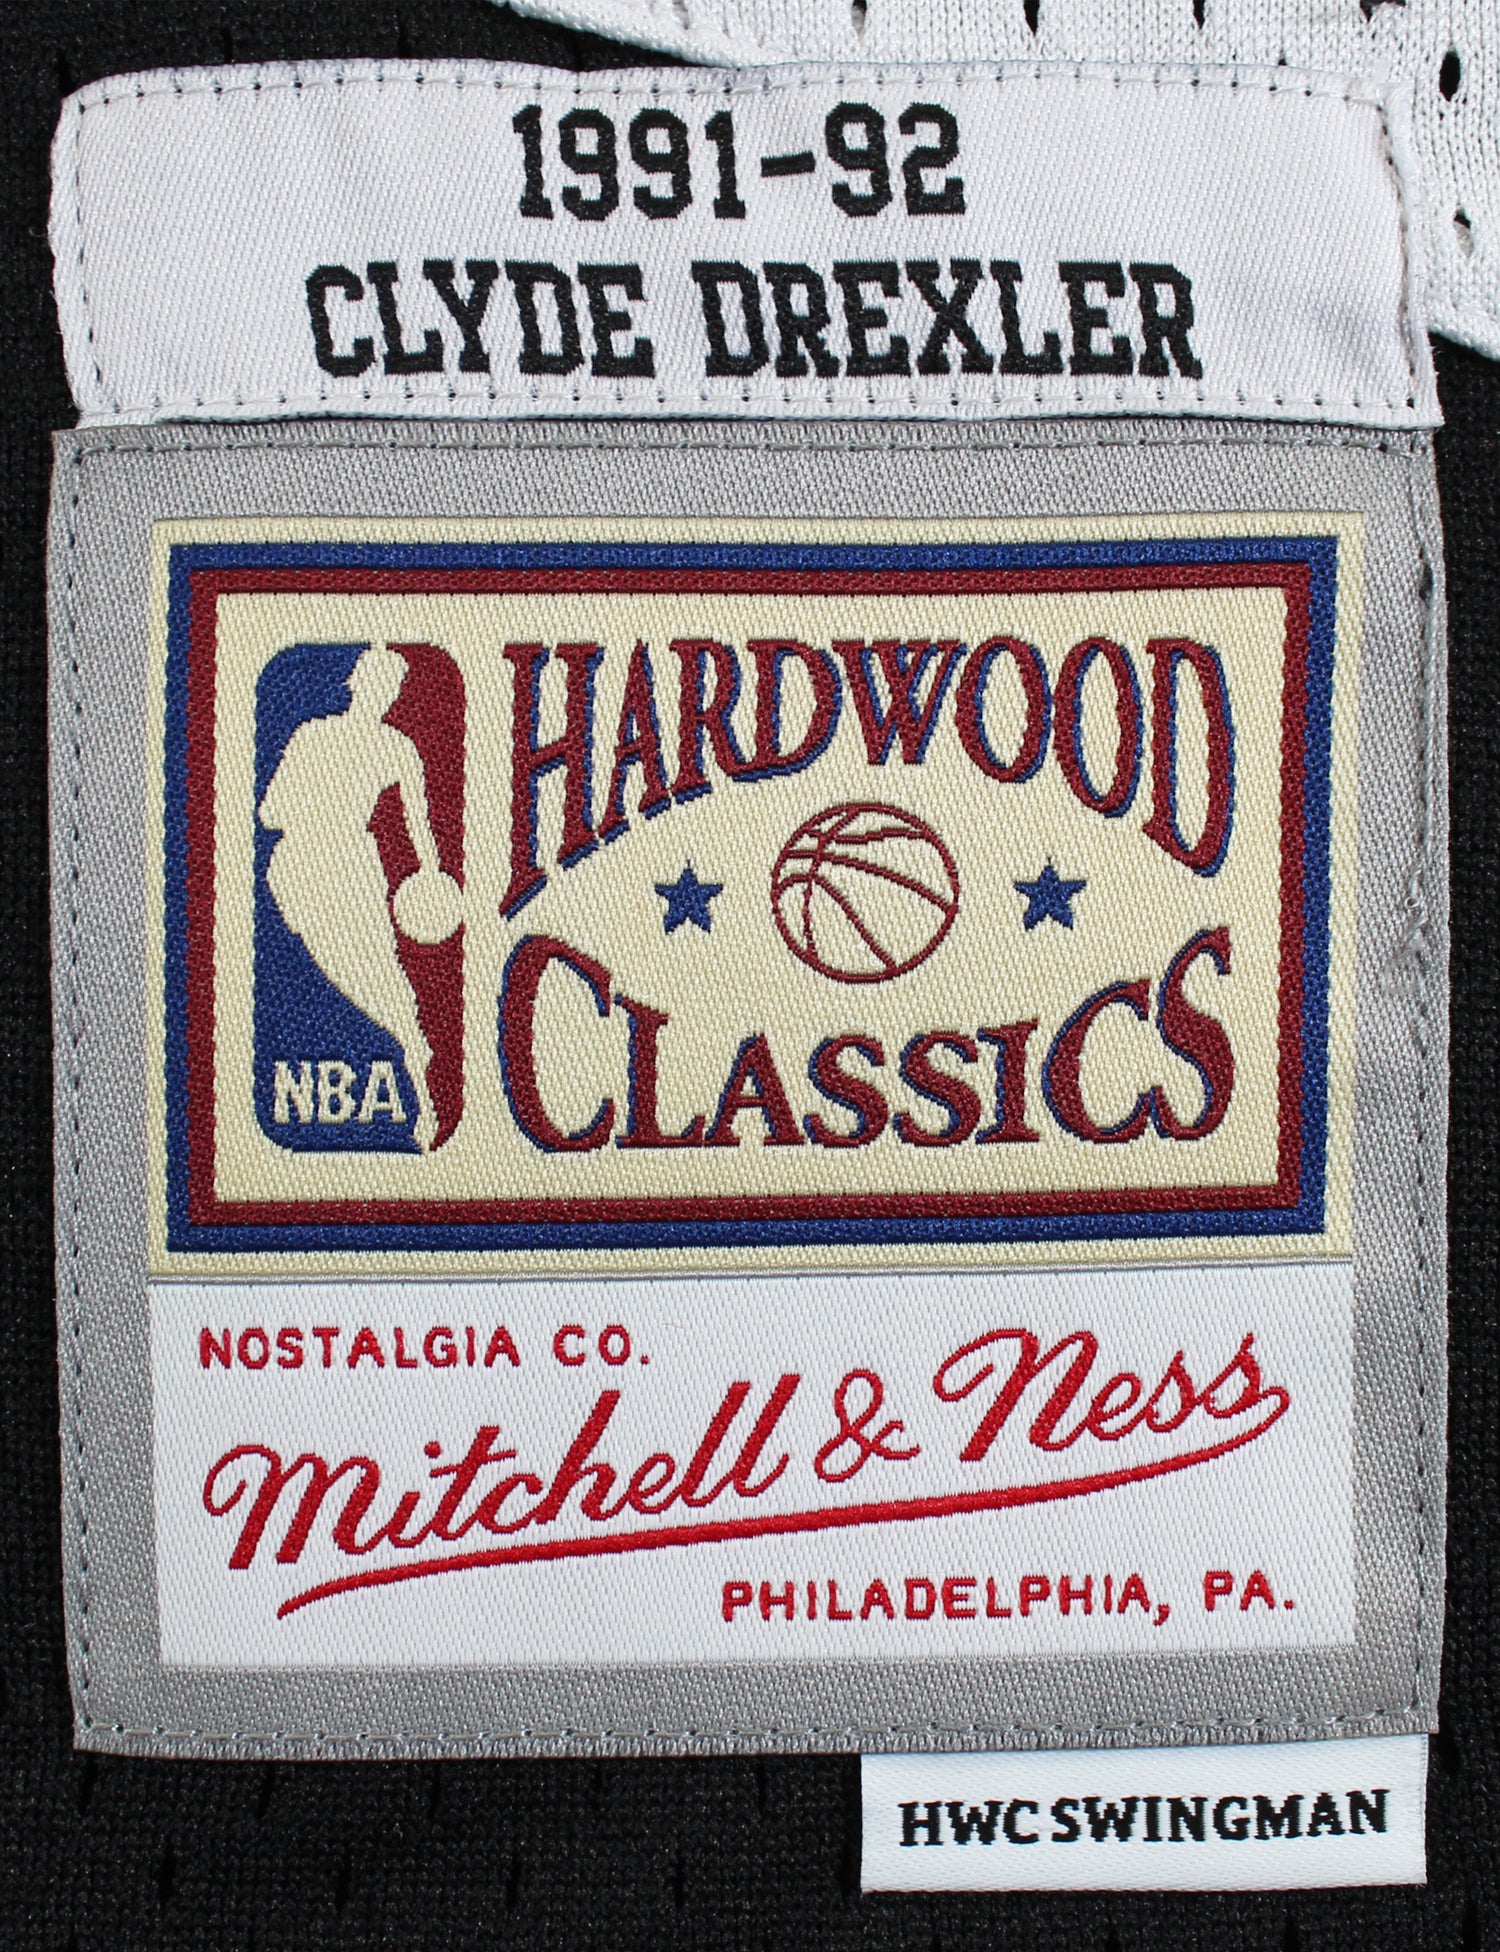 1991-92
CLYDE DREXLER
HARDWOOD
CLASSICS
NBA
NOSTALGIA CO.
Mitchell & Ness
PHILADELPHIA, PA.
HWC SWINGMAN